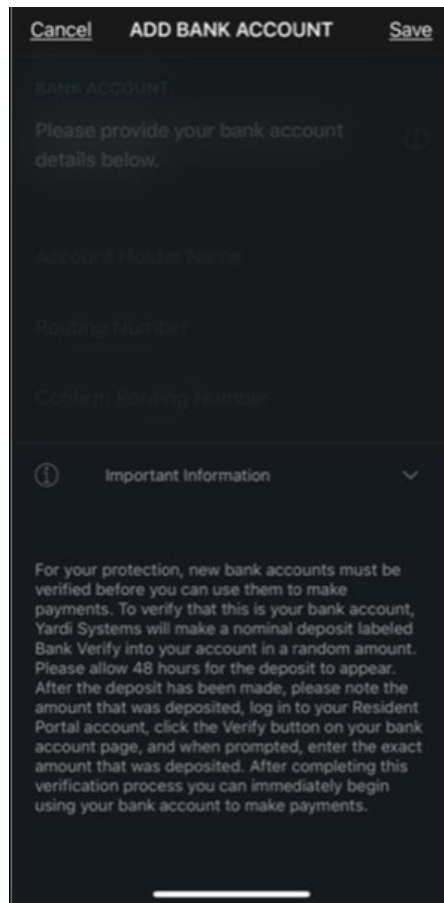 Cancel ADD BANK ACCOUNT Save
BANK ACCOUNT
Please provide your bank account
details below.
Account Holder Name
Routing Number
Confirm Routing Number
Important Information
For your protection, new bank accounts must be
verified before you can use them to make
payments. To verify that this is your bank account,
Yardi Systems will make a nominal deposit labeled
Bank Verify into your account in a random amount.
Please allow 48 hours for the deposit to appear.
After the deposit has been made, please note the
amount that was deposited, log in to your Resident
Portal account, click the Verify button on your bank
account page, and when prompted, enter the exact
amount that was deposited. After completing this
verification process you can immediately begin
using your bank account to make payments.